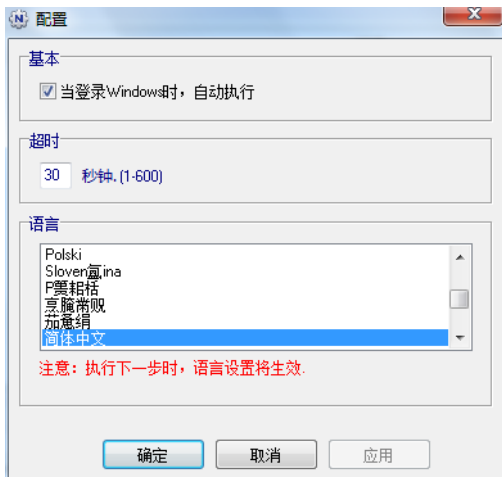 配置
基本
当登录Windows时，自动执行
超时
30 秒钟.(1-600)
语言
Polski
简体中文
注意：执行下一步时，语言设置将生效.
确定 取消 应用